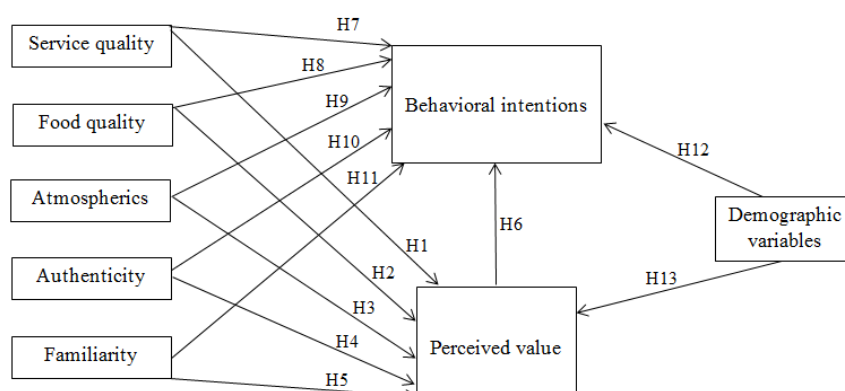 Service quality
H7
H8
Food quality
H9
Behavioral intentions
H10
H12
H11
Atmospherics
Demographic
variables
H6
H1
Authenticity
H2
H13
H3
H4
Familiarity
Perceived value
H5